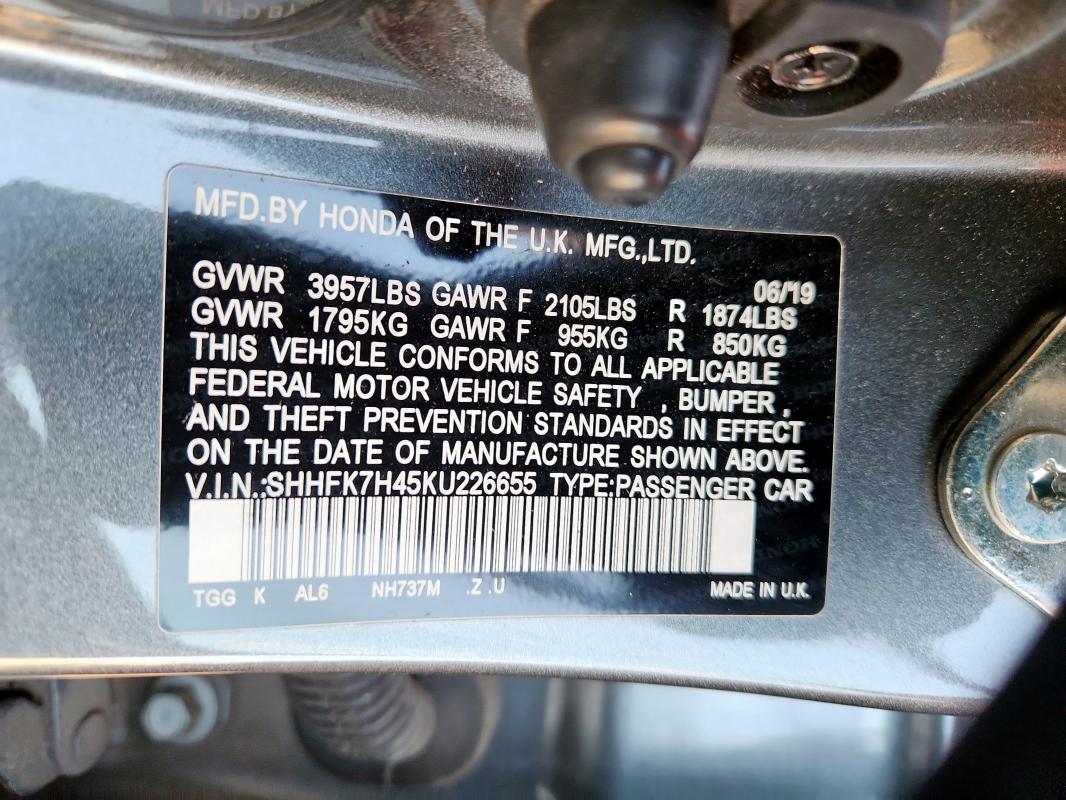 MFD.BY HONDA OF THE U.K. MFG.,LTD.
06/'19
GVWR 3957LBS GAWR F 2105LBS R 1874LBS
GVWR 1795KG GAWR F 955KG R 850KG
THIS VEHICLE CONFORMS TO ALL APPLICABLE
FEDERAL MOTOR VEHICLE SAFETY , BUMPER ,
AND THEFT PREVENTION STANDARDS IN EFFECT
ON THE DATE OF MANUFACTURE SHOWN ABOVE.
V.I.N.:SHHFK7H45KU226655 TYPE:PASSENGER CAR
TGG K AL6 NH737M .Z .U MADE IN U.K.